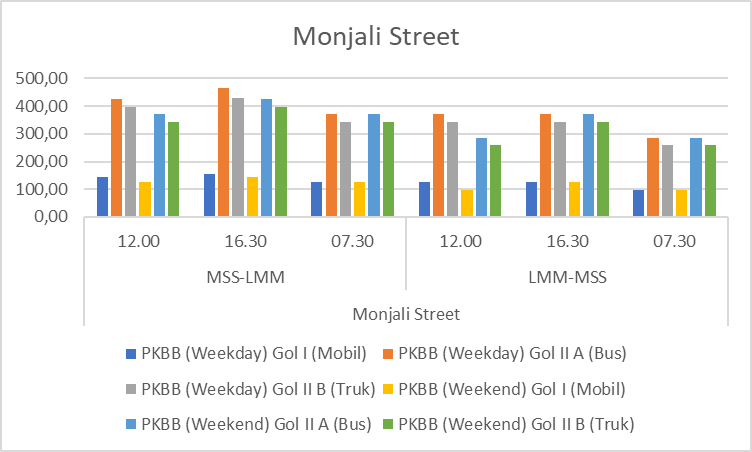 Monjali Street
500,00
400,00
300,00
200,00
100,00
0,00
12.00 16.30 07.30 12.00 16.30 07.30
MSS-LMM LMM-MSS
Monjali Street
PKBB (Weekday) Gol I (Mobil) PKBB (Weekday) Gol II A (Bus)
PKBB (Weekday) Gol II B (Truk) PKBB (Weekend) Gol I (Mobil)
PKBB (Weekend) Gol II A (Bus) PKBB (Weekend) Gol II B (Truk)